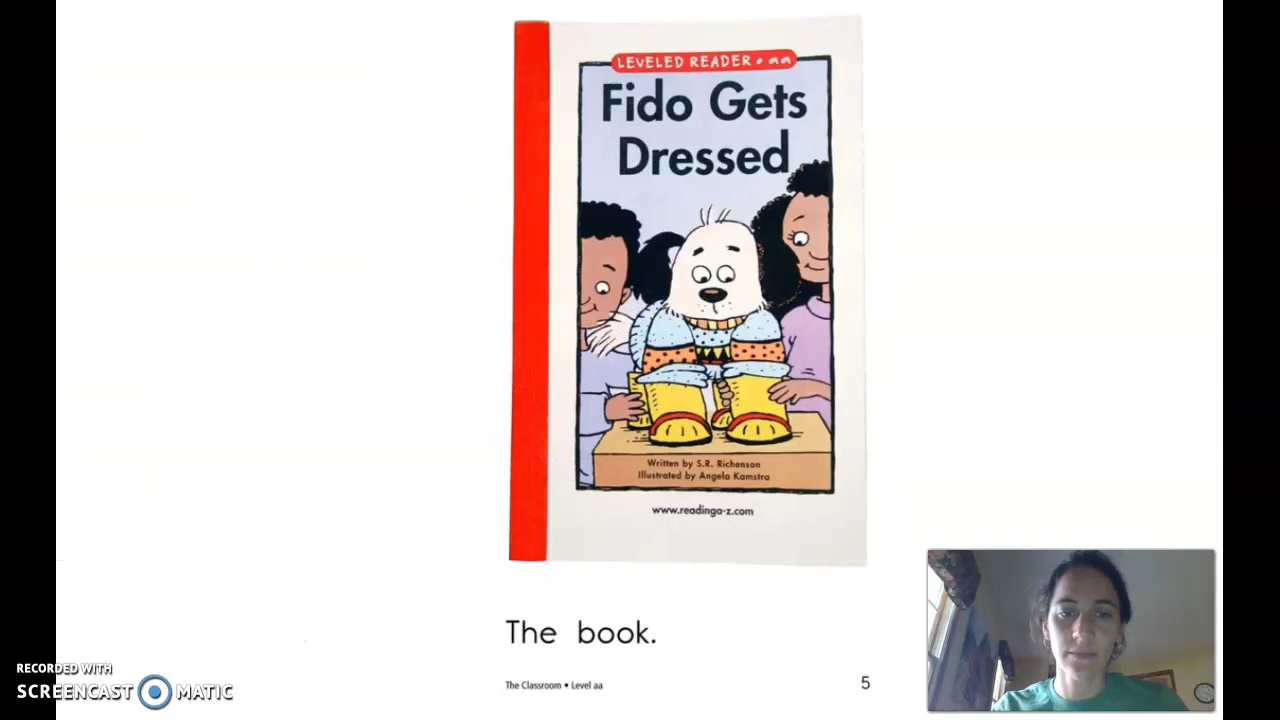 LEVELED READER • aa
Fido Gets
Dressed
Written by S.R. Richenson
Illustrated by Angela Kamstra
www.readinga-z.com
The book.
The Classroom • Level aa
5
RECORDED WITH
SCREENCAST MATIC